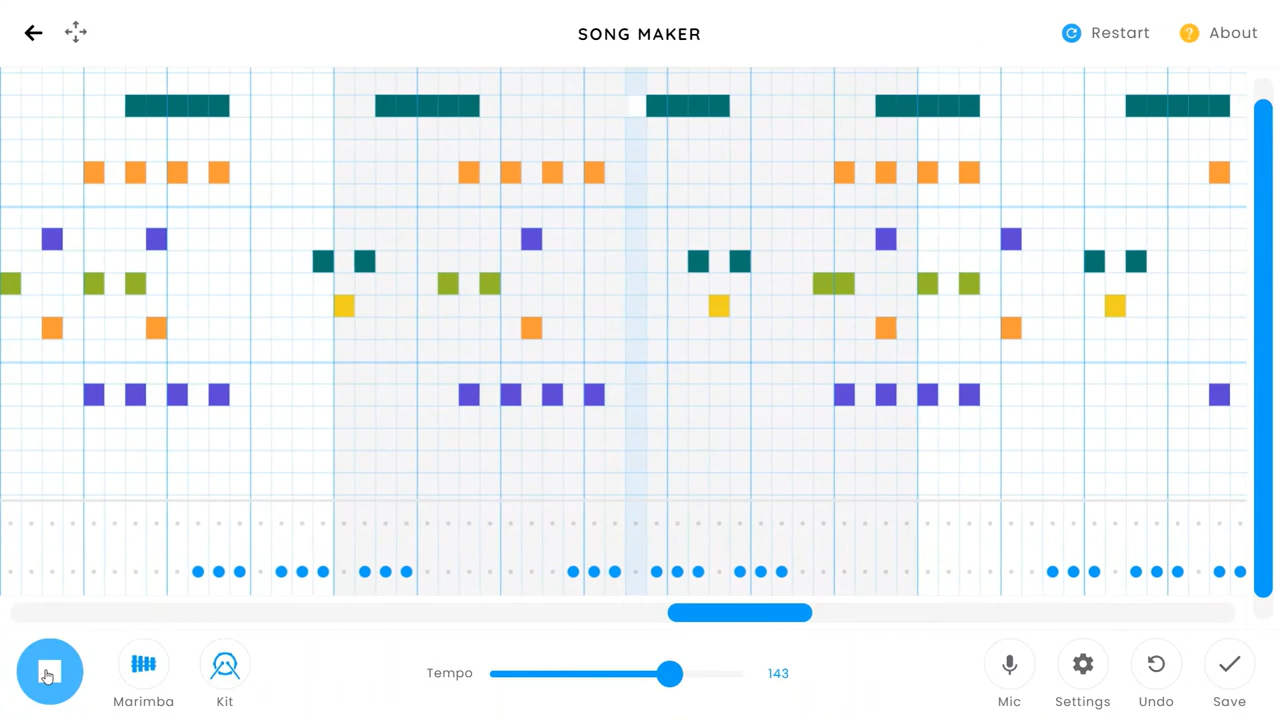 SONG MAKER
Restart
About
Tempo
143
Marimba
Kit
Mic
Settings
Undo
Save